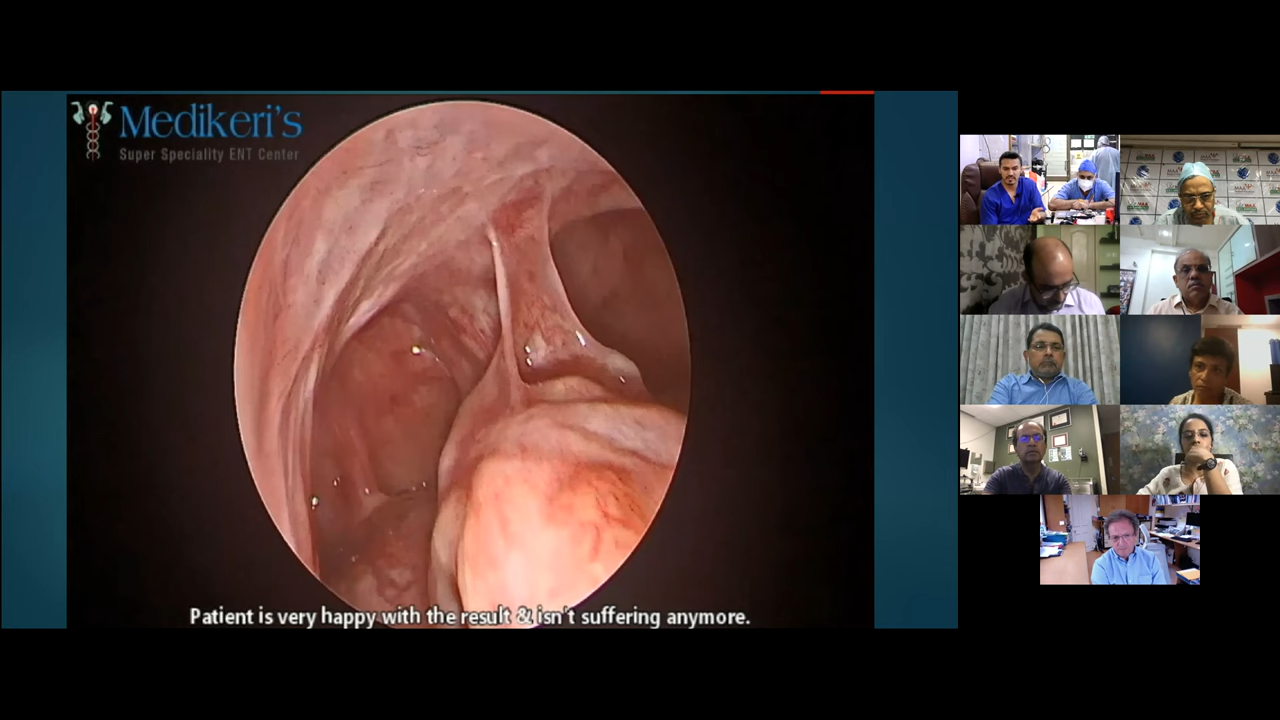 Medikeri's
Super Speciality ENT Center
Patient is very happy with the result & isn't suffering anymore.